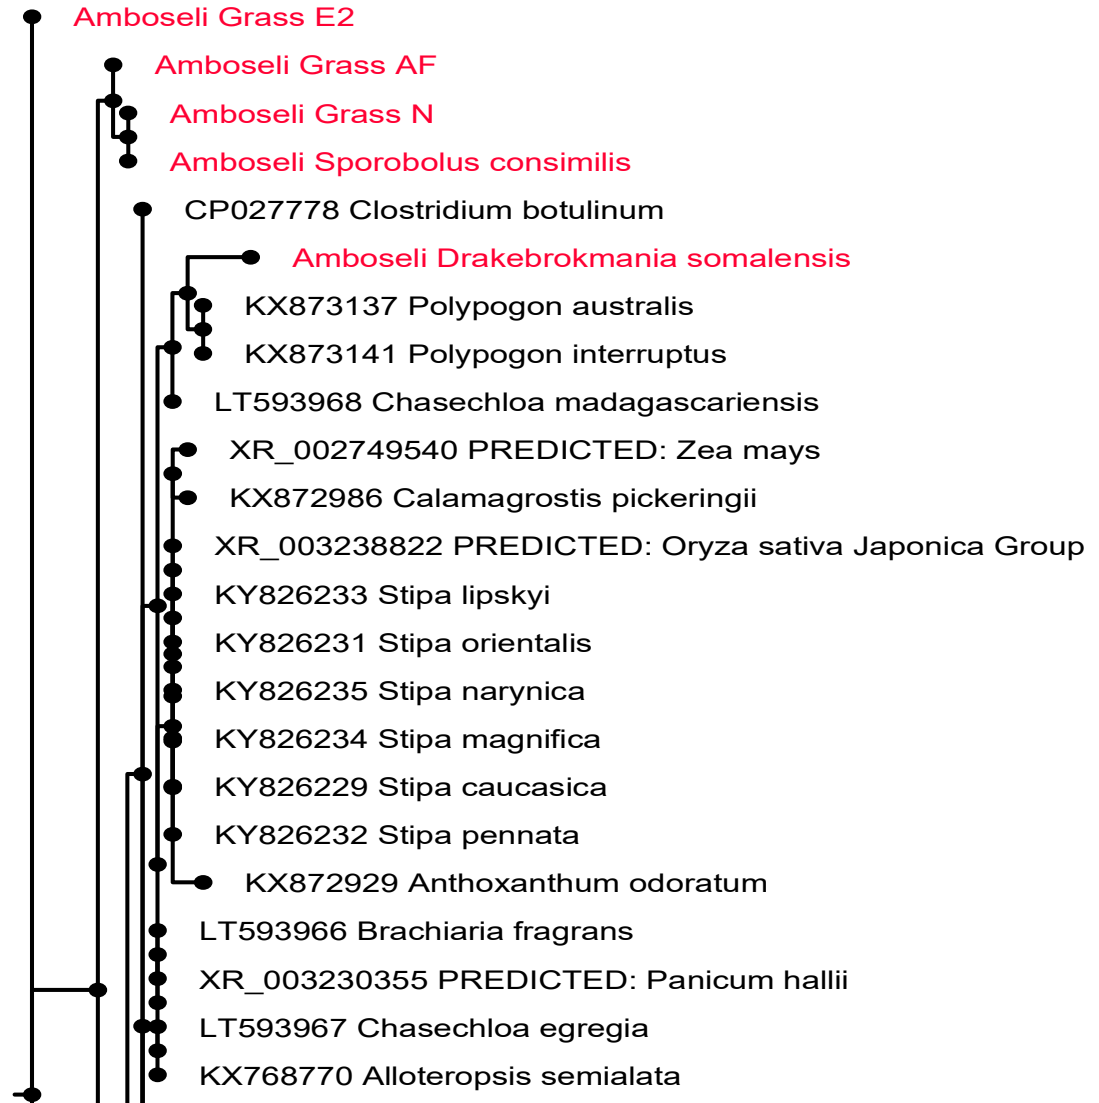 Amboseli Grass E2
Amboseli Grass AF
Amboseli Grass N
Amboseli Sporobolus consimilis
CP027778 Clostridium botulinum
Amboseli Drakebrokmania somalensis
KX873137 Polypogon australis
KX873141 Polypogon interruptus
LT593968 Chasechloa madagascariensis
XR_002749540 PREDICTED: Zea mays
KX872986 Calamagrostis pickeringii
XR_003238822 PREDICTED: Oryza sativa Japonica Group
KY826233 Stipa lipskyi
KY826231 Stipa orientalis
KY826235 Stipa narynica
KY826234 Stipa magnifica
KY826229 Stipa caucasica
KY826232 Stipa pennata
KX872929 Anthoxanthum odoratum
LT593966 Brachiaria fragrans
XR_003230355 PREDICTED: Panicum hallii
LT593967 Chasechloa egregia
KX768770 Alloteropsis semialata